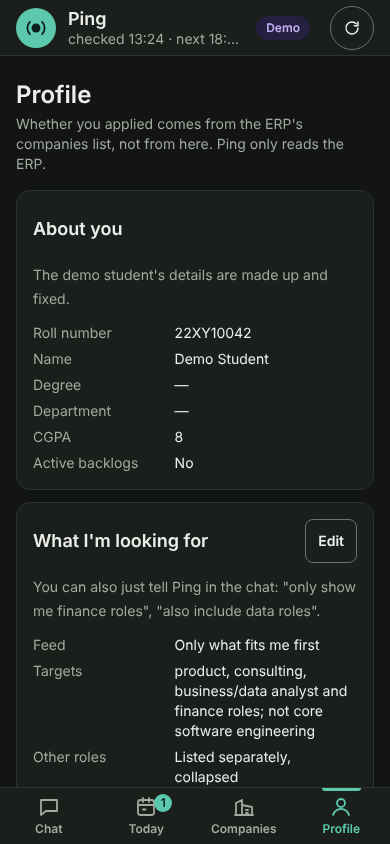 Ping
checked 13:24 · next 18:...
Demo
Profile
Whether you applied comes from the ERP's
companies list, not from here. Ping only reads the
ERP.
About you
The demo student's details are made up and
fixed.
Roll number 22XY10042
Name Demo Student
Degree —
Department —
CGPA 8
Active backlogs No
What I'm looking for
Edit
You can also just tell Ping in the chat: "only show
me finance roles", "also include data roles".
Feed Only what fits me first
Targets product, consulting,
business/data analyst and
finance roles; not core
software engineering
Other roles Listed separately,
collapsed
1
Chat Today Companies Profile